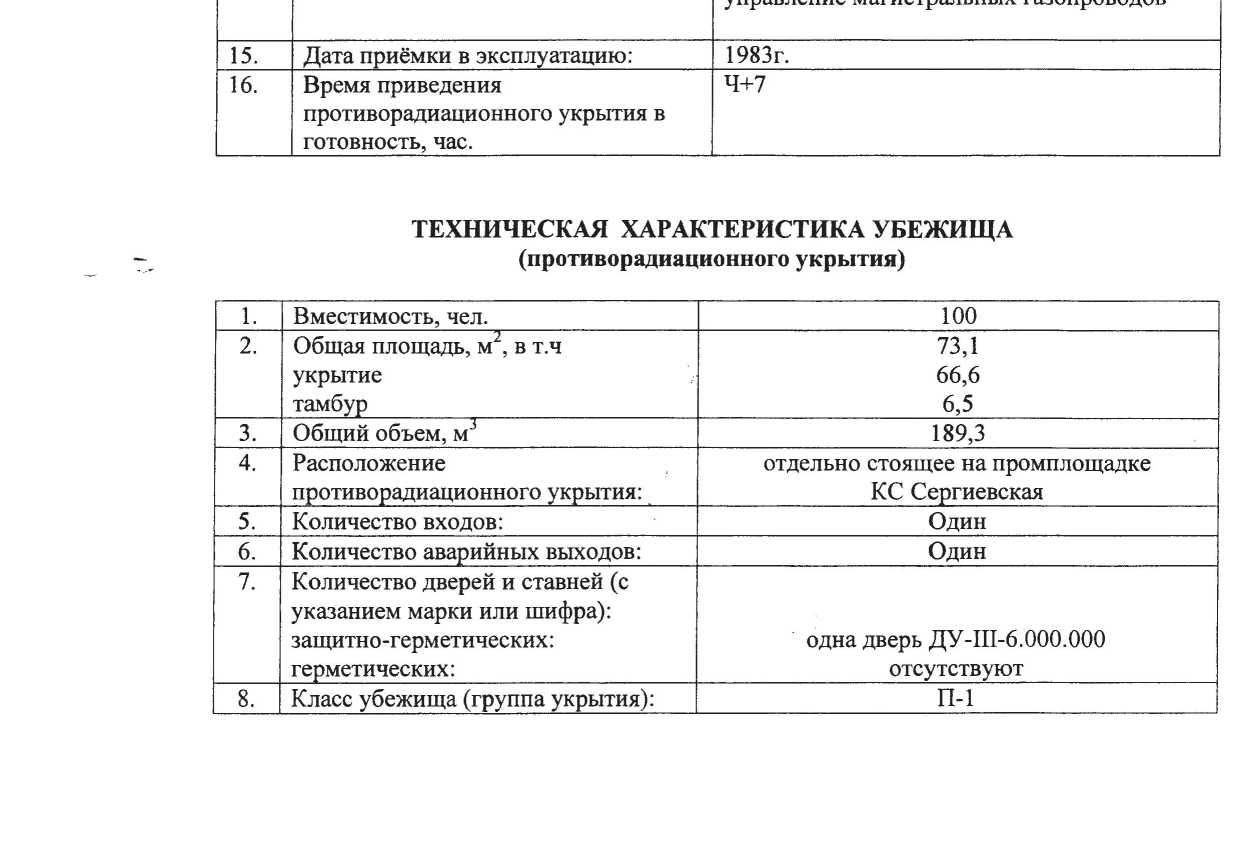 управление магистральных газопроводов
15. Дата приёмки в эксплуатацию: 1983г.
16. Время приведения Ч+7
противорадиационного укрытия в
готовность, час.
ТЕХНИЧЕСКАЯ ХАРАКТЕРИСТИКА УБЕЖИЩА
(противорадиационного укрытия)
1. Вместимость, чел. 100
2. Общая площадь, м², в т.ч 73,1
укрытие 66,6
тамбур 6,5
3. Общий объем, м³ 189,3
4. Расположение отдельно стоящее на промплощадке
противорадиационного укрытия: КС Сергиевская
5. Количество входов: Один
6. Количество аварийных выходов: Один
7. Количество дверей и ставней (с
указанием марки или шифра):
защитно-герметических: одна дверь ДУ-III-6.000.000
герметических: отсутствуют
8. Класс убежища (группа укрытия): П-1